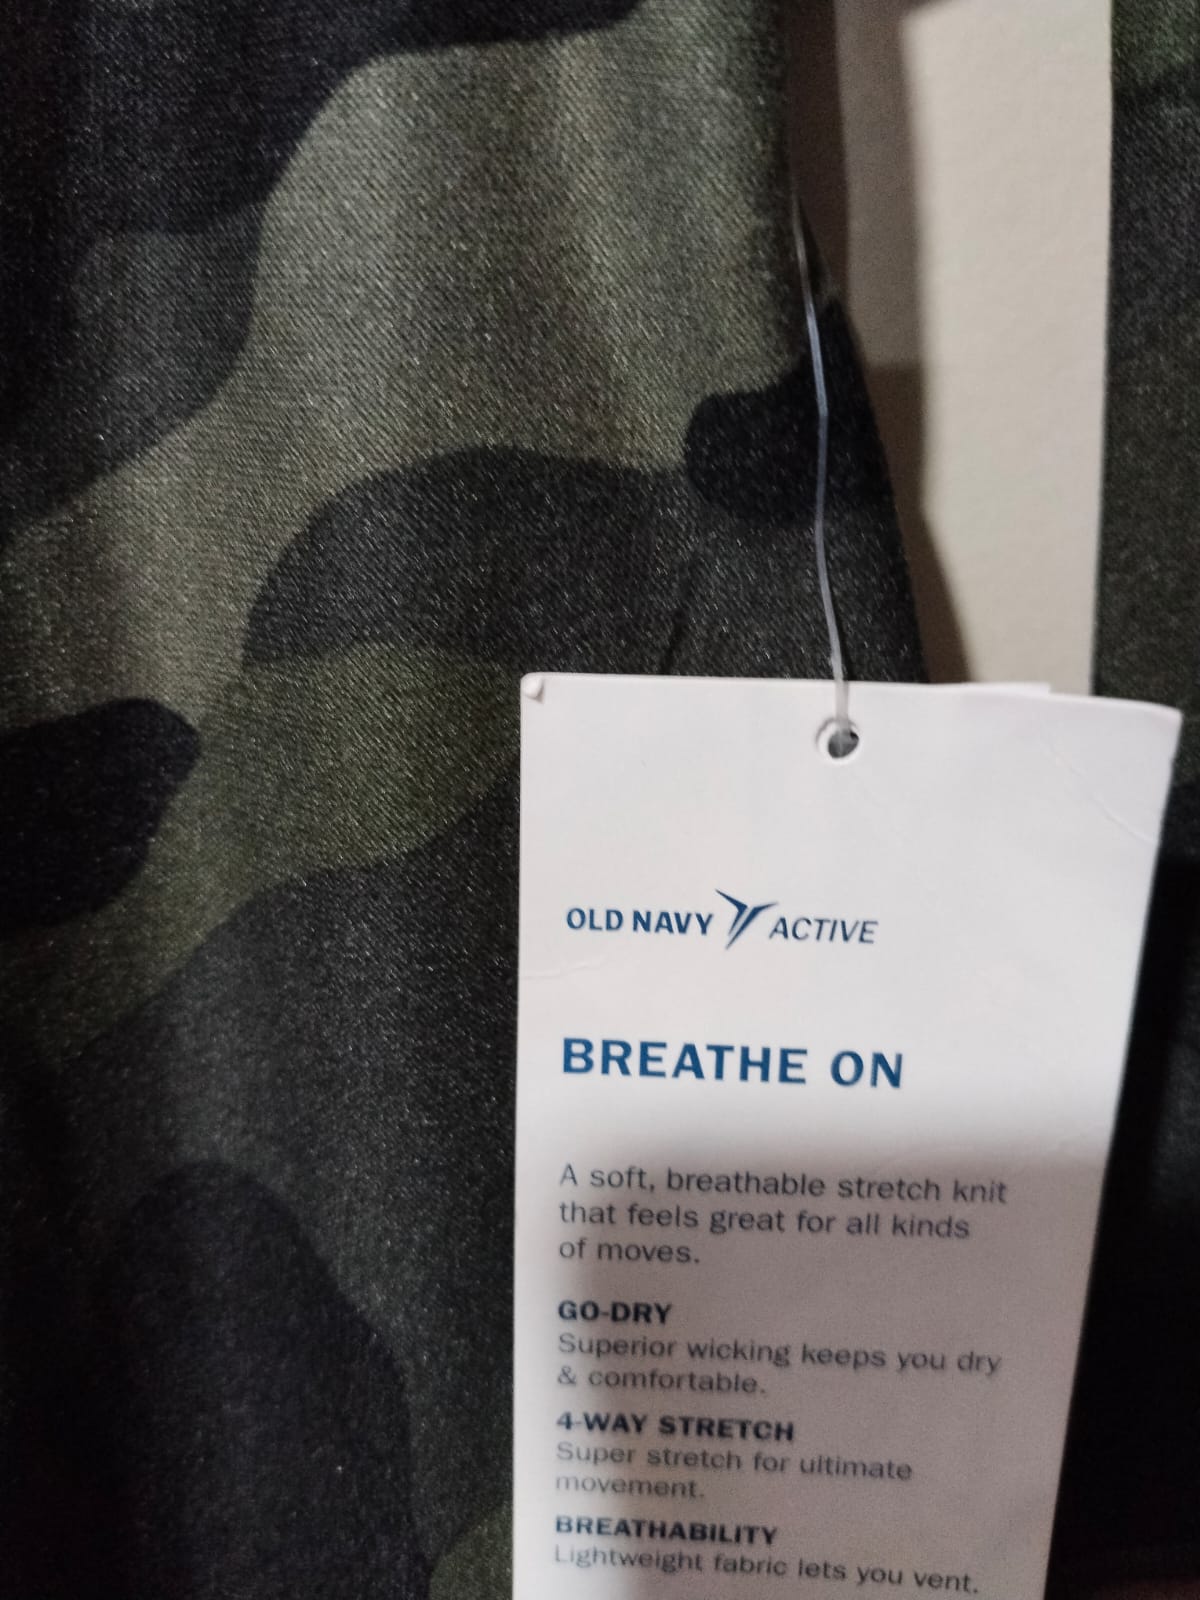 OLD NAVY ACTIVE
BREATHE ON
A soft, breathable stretch knit
that feels great for all kinds
of moves.
GO-DRY
Superior wicking keeps you dry
& comfortable.
4-WAY STRETCH
Super stretch for ultimate
movement.
BREATHABILITY
Lightweight fabric lets you vent.